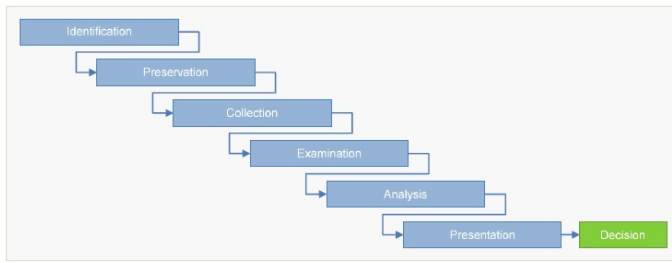 Identification
Preservation
Collection
Examination
Analysis
Presentation
Decision